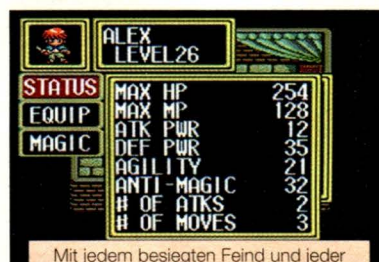 ALEX
LEVEL26
STATUS
EQUIP
MAGIC
MAX HP 254
MAX MP 128
ATK PWR 12
DEF PWR 35
AGILITY 21
ANTI-MAGIC 32
# OF ATKS 2
# OF MOVES 3
Mit jedem besiegten Feind und jeder